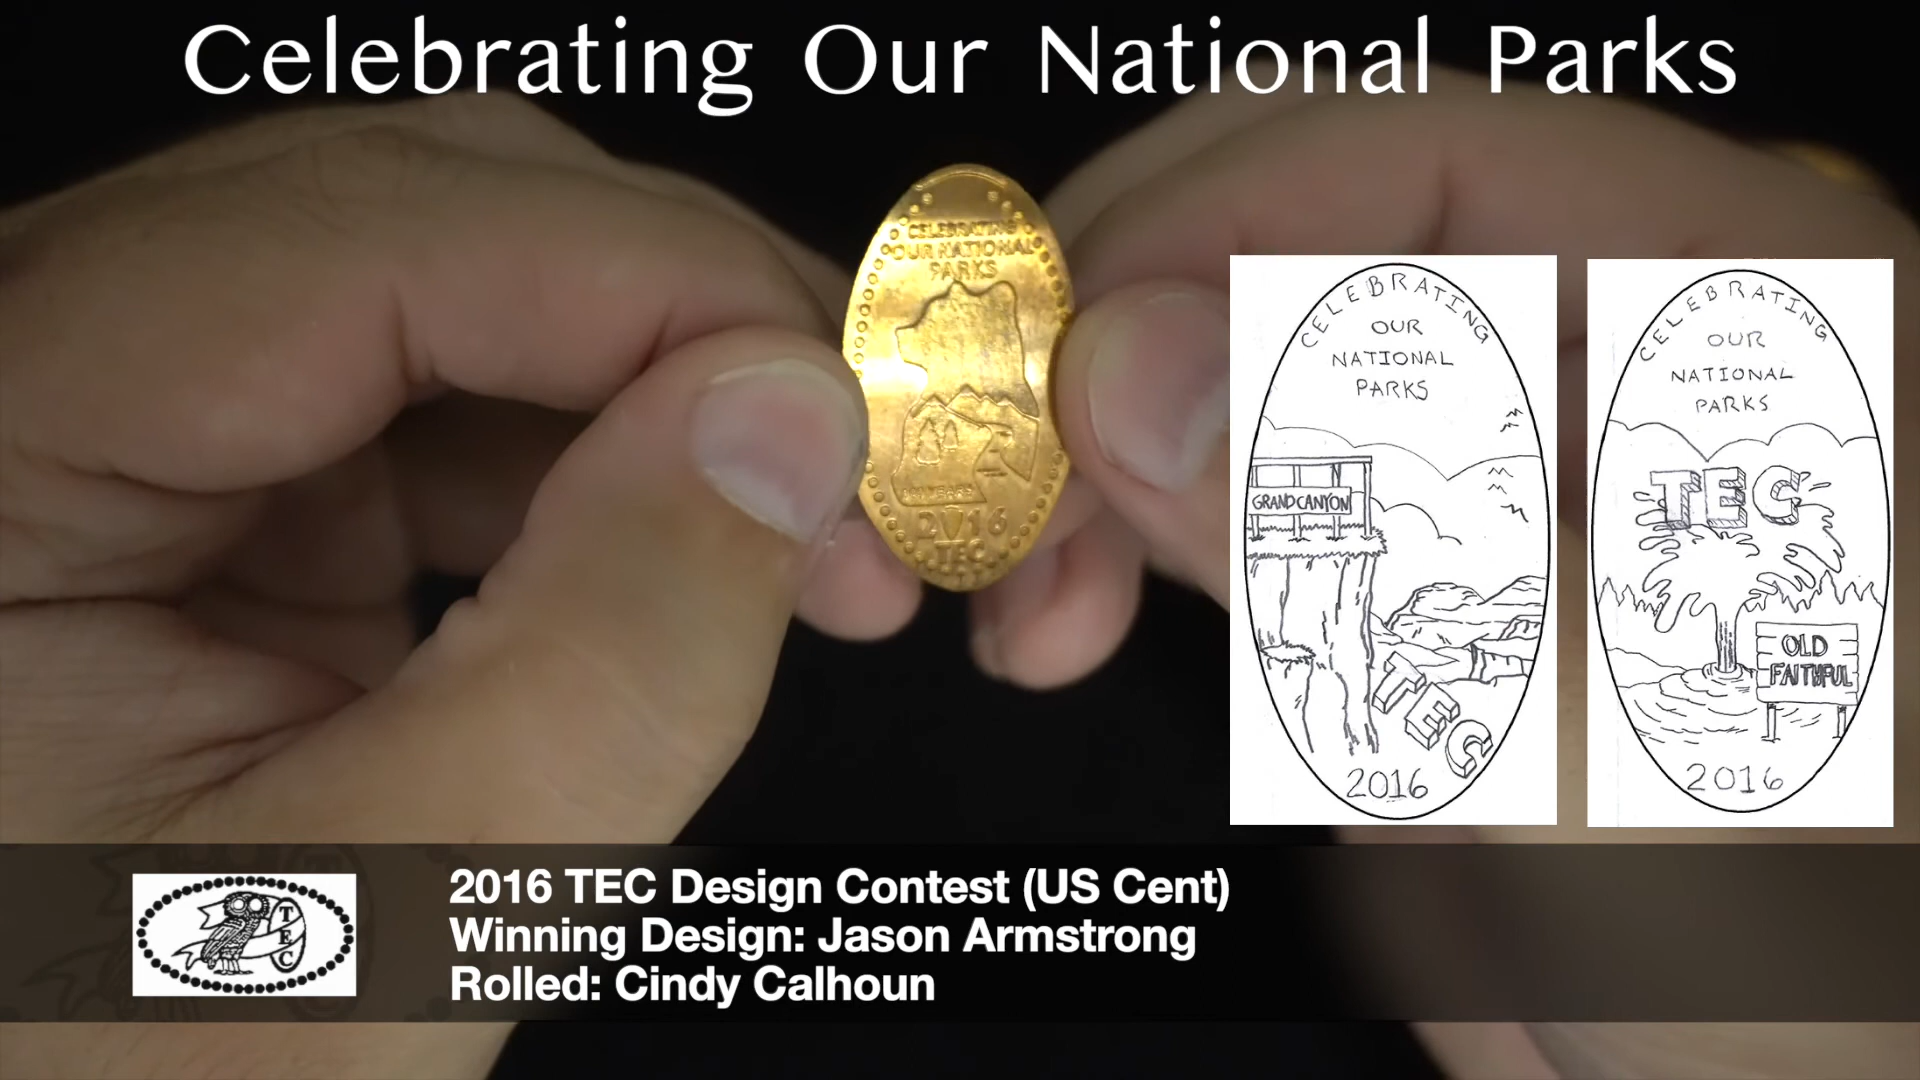 Celebrating Our National Parks
CELEBRATING
OUR NATIONAL
PARKS
100 YEARS
2016
TEC
CELEBRATING
OUR
NATIONAL
PARKS
GRAND CANYON
TEC
2016
CELEBRATING
OUR
NATIONAL
PARKS
TEC
OLD
FAITHFUL
2016
TEC
2016 TEC Design Contest (US Cent)
Winning Design: Jason Armstrong
Rolled: Cindy Calhoun